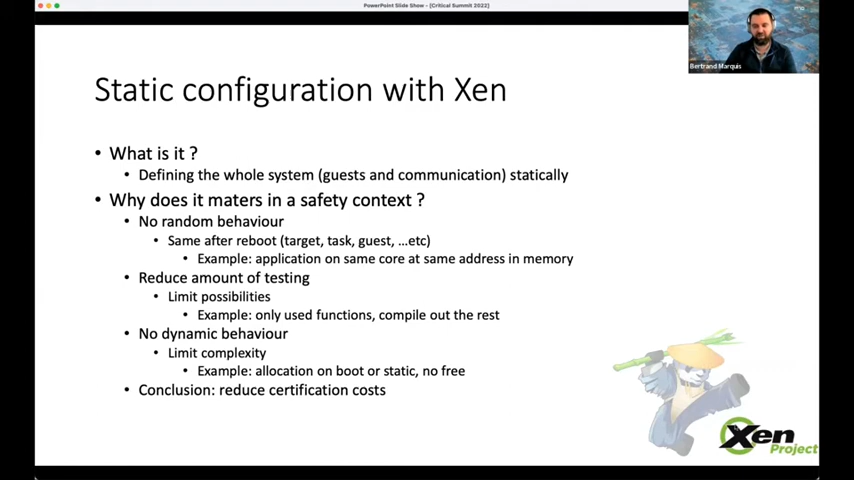 PowerPoint Slide Show - [Critical Summit 2022]
Bertrand Marquis
Static configuration with Xen
• What is it ?
• Defining the whole system (guests and communication) statically
• Why does it maters in a safety context ?
• No random behaviour
• Same after reboot (target, task, guest, ...etc)
• Example: application on same core at same address in memory
• Reduce amount of testing
• Limit possibilities
• Example: only used functions, compile out the rest
• No dynamic behaviour
• Limit complexity
• Example: allocation on boot or static, no free
• Conclusion: reduce certification costs
Xen
Project